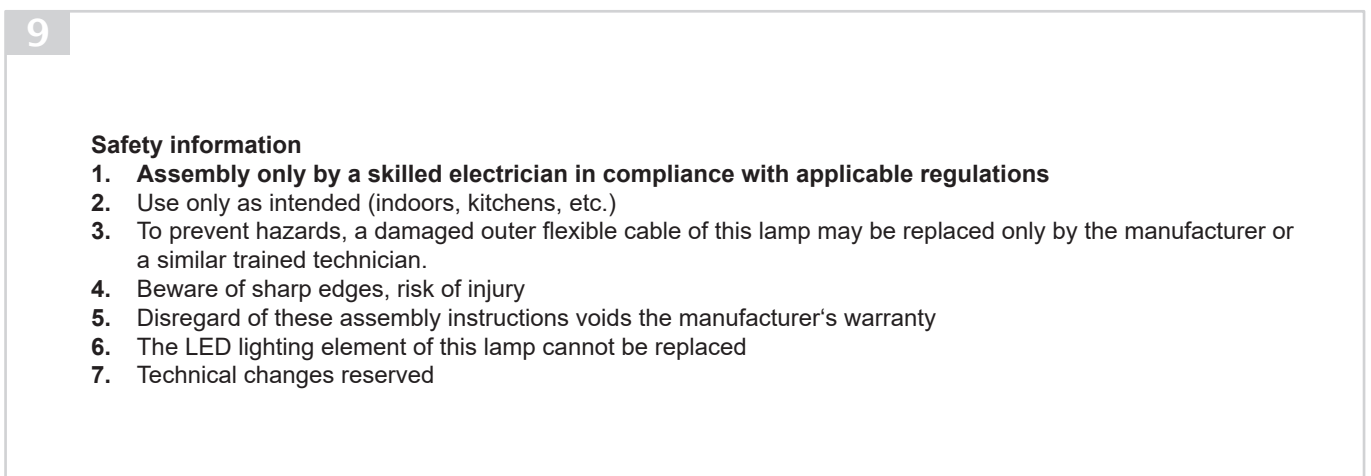 9
Safety information
1. Assembly only by a skilled electrician in compliance with applicable regulations
2. Use only as intended (indoors, kitchens, etc.)
3. To prevent hazards, a damaged outer flexible cable of this lamp may be replaced only by the manufacturer or
a similar trained technician.
4. Beware of sharp edges, risk of injury
5. Disregard of these assembly instructions voids the manufacturer‘s warranty
6. The LED lighting element of this lamp cannot be replaced
7. Technical changes reserved